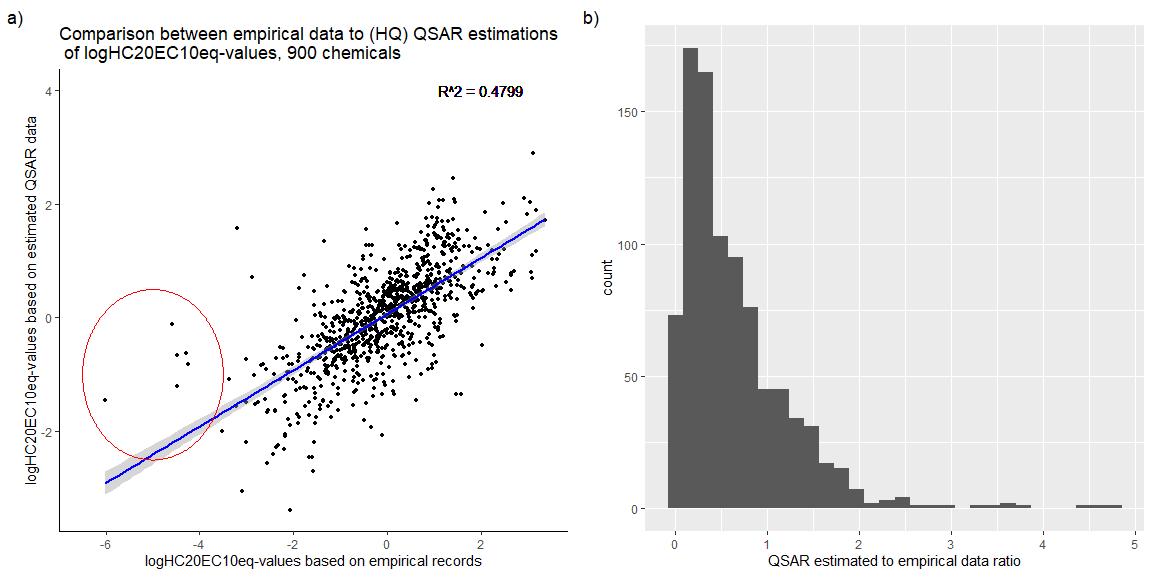 a)
Comparison between empirical data to (HQ) QSAR estimations
of logHC20EC10eq-values, 900 chemicals
R^2 = 0.4799
logHC20EC10eq-values based on estimated QSAR data
4
2
0
-2
-6
-4
-2
0
2
logHC20EC10eq-values based on empirical records
b)
count
150
100
50
0
0
1
2
3
4
5
QSAR estimated to empirical data ratio